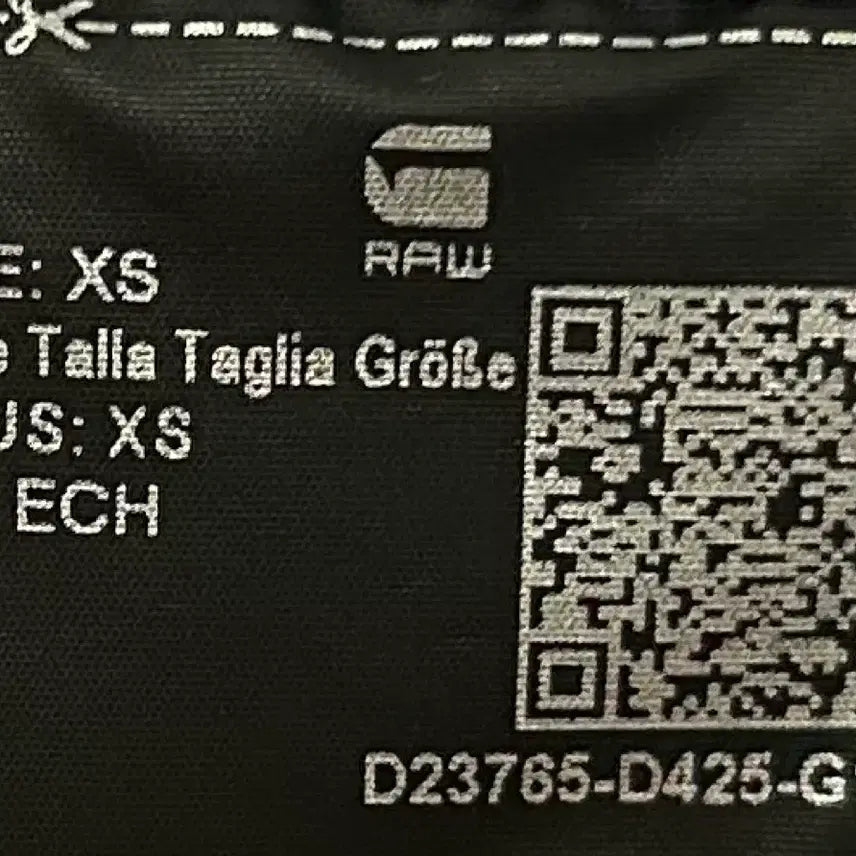 RAW
E: XS
e Talla Taglia Größe
US: XS
ECH
D23765-D425-G